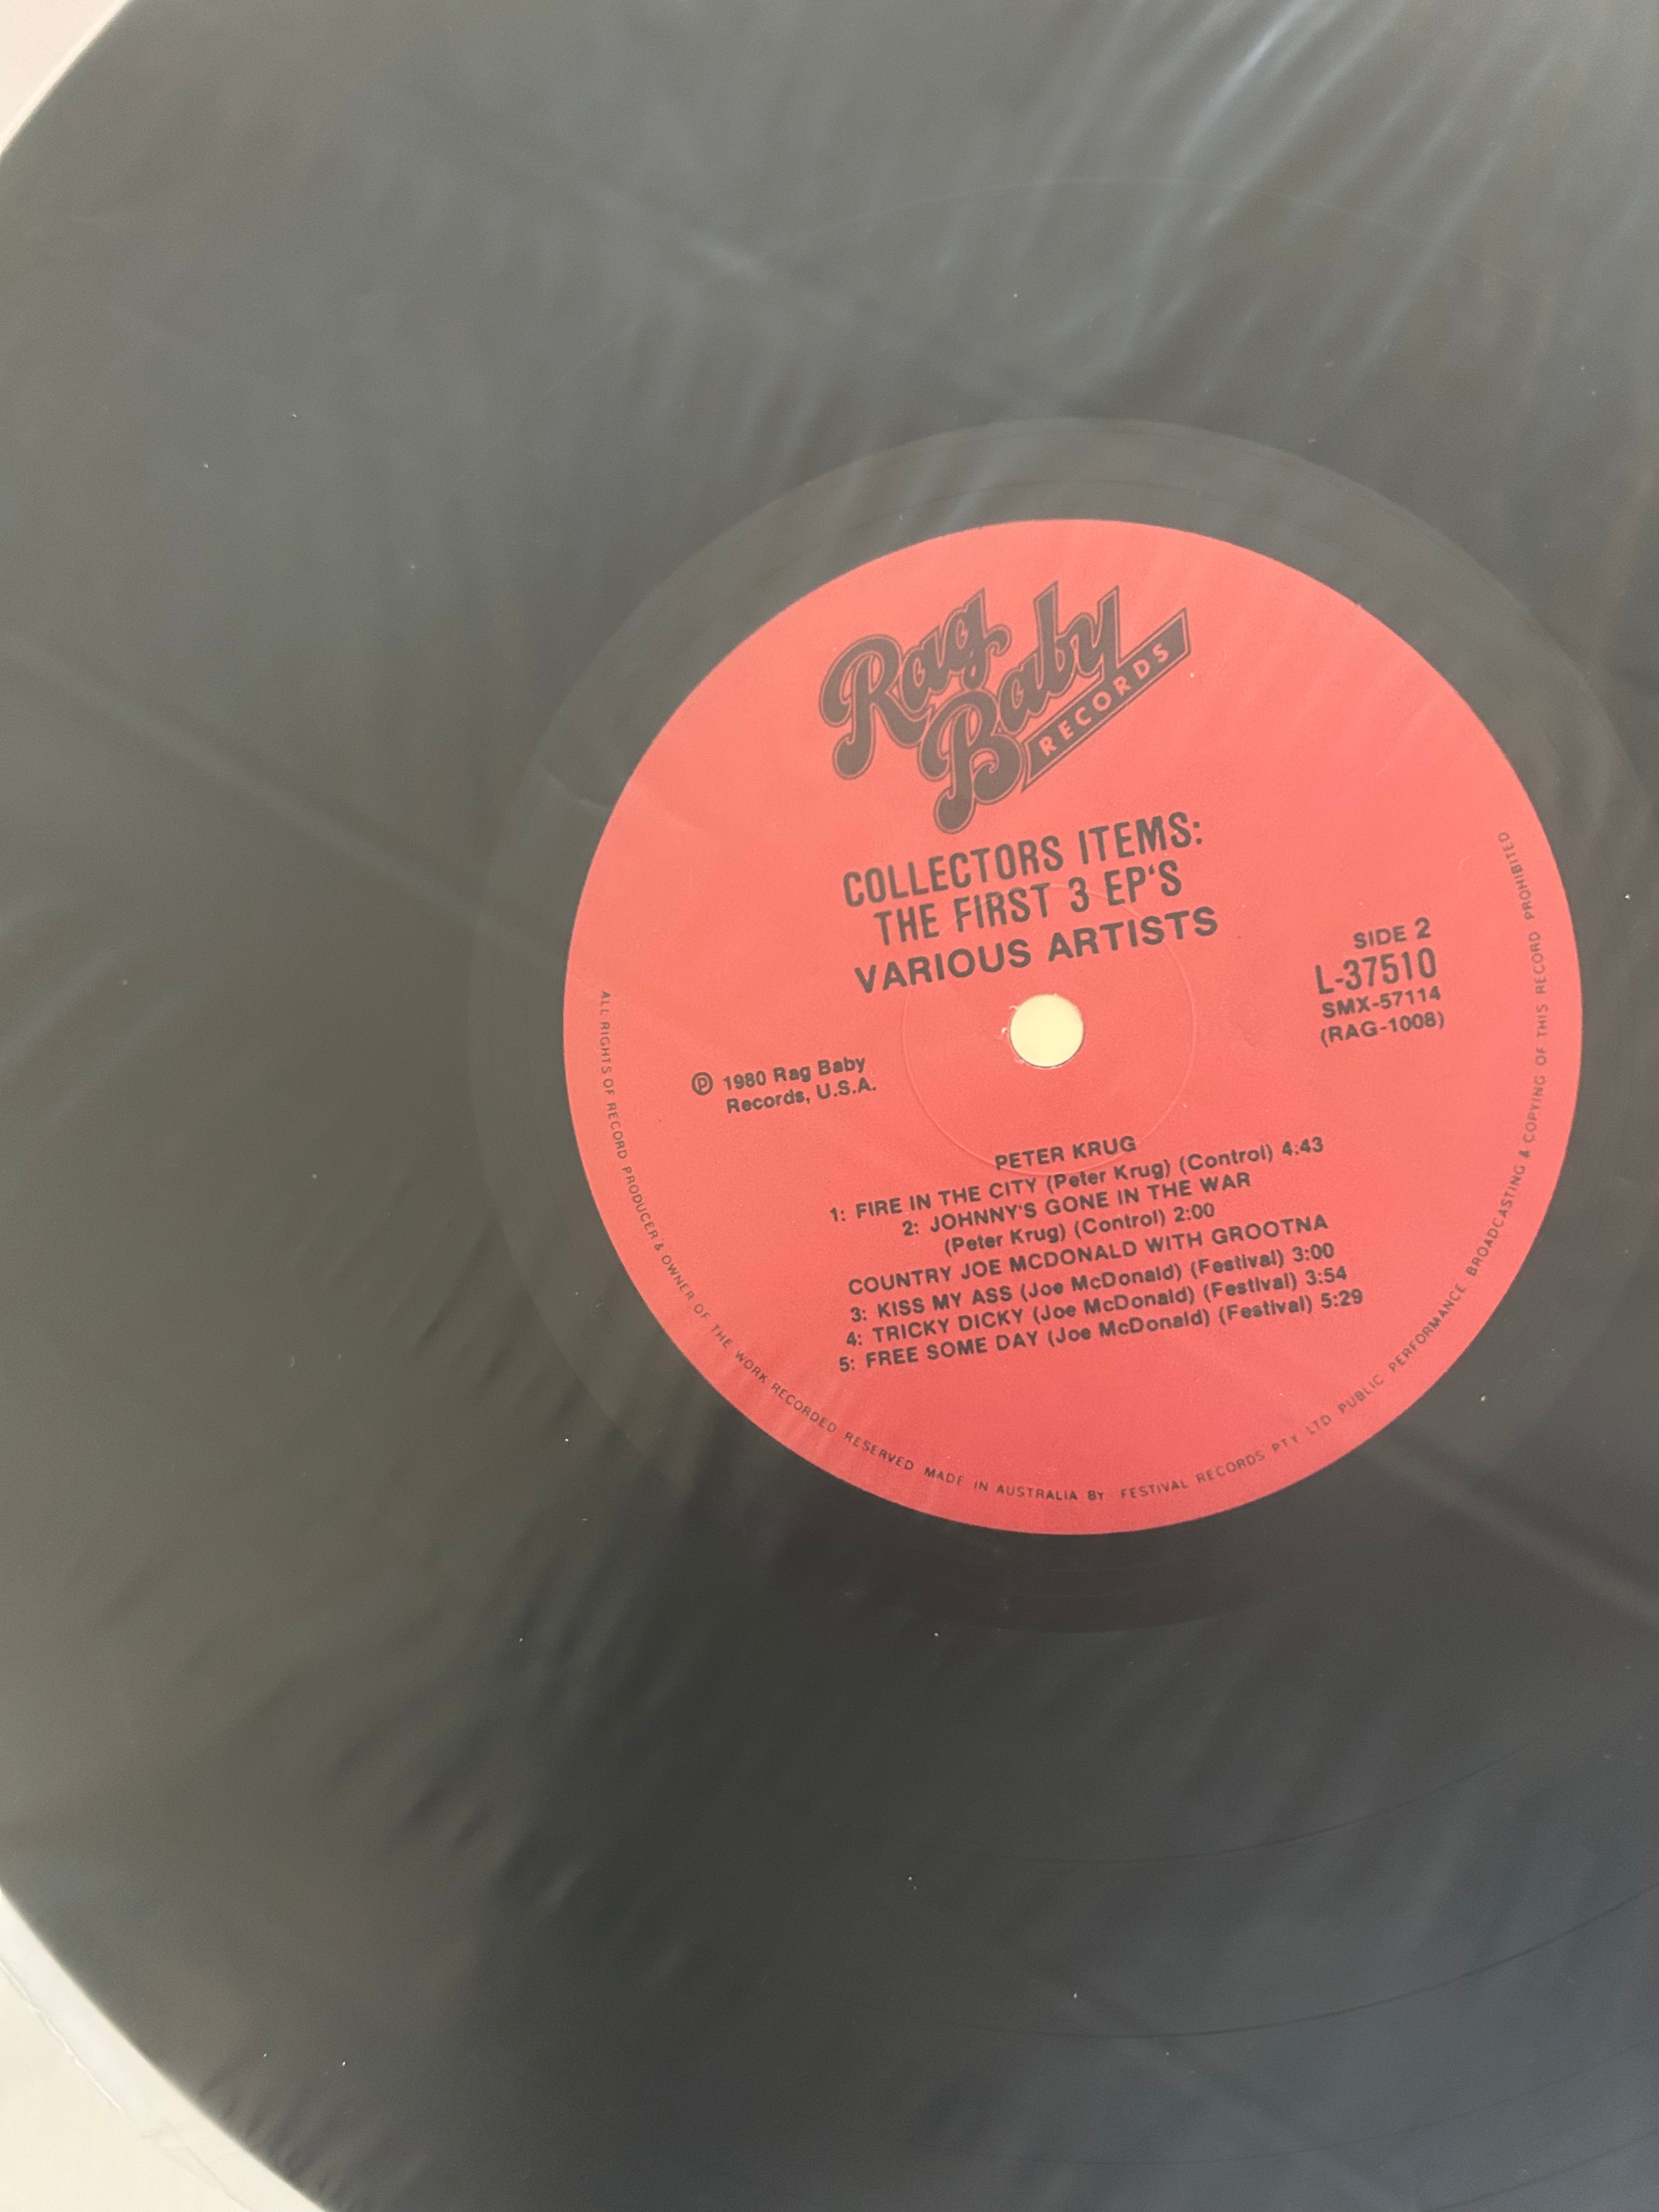 Rag
Baby
RECORDS
COLLECTORS ITEMS:
THE FIRST 3 EP'S
VARIOUS ARTISTS
SIDE 2
L-37510
SMX-57114
(RAG-1008)
Ⓟ 1980 Rag Baby
Records, U.S.A.
PETER KRUG
1: FIRE IN THE CITY (Peter Krug) (Control) 4:43
2: JOHNNY'S GONE IN THE WAR
(Peter Krug) (Control) 2:00
COUNTRY JOE MCDONALD WITH GROOTNA
3: KISS MY ASS (Joe McDonald) (Festival) 3:00
4: TRICKY DICKY (Joe McDonald) (Festival) 3:54
5: FREE SOME DAY (Joe McDonald) (Festival) 5:29
ALL RIGHTS OF RECORD PRODUCER & OWNER OF THE WORK RECORDED RESERVED MADE IN AUSTRALIA BY FESTIVAL RECORDS PTY LTD PUBLIC PERFORMANCE BROADCASTING & COPYING OF THIS RECORD PROHIBITED